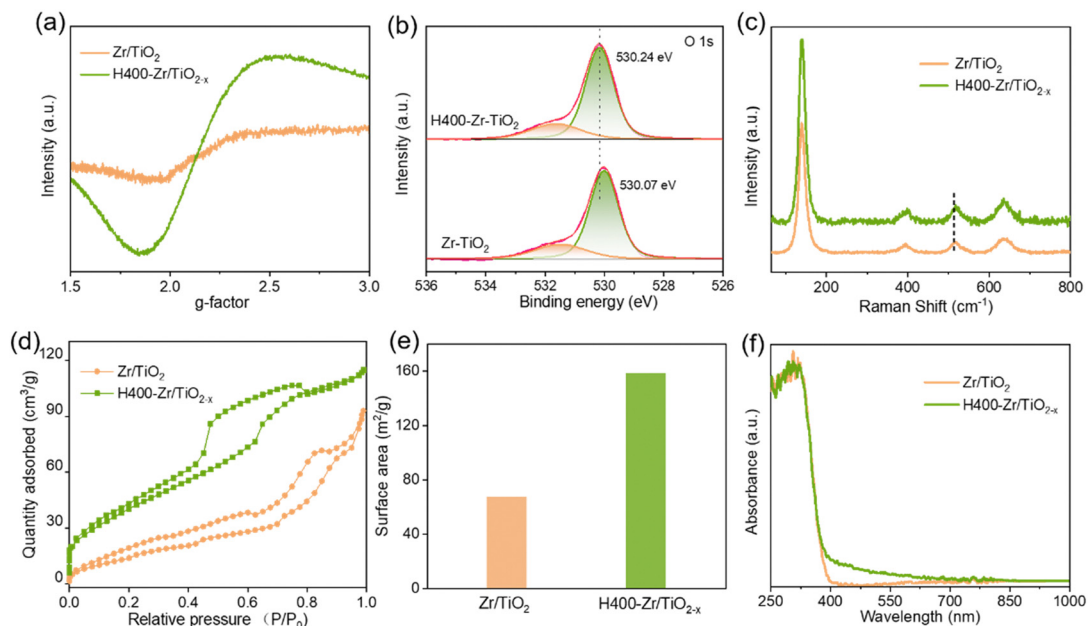 (a)
Zr/TiO₂
H400-Zr/TiO₂₋ₓ
Intensity (a.u.)
1.5 2.0 2.5 3.0
g-factor
(b)
O 1s
530.24 eV
H400-Zr-TiO₂
530.07 eV
Zr-TiO₂
Intensity (a.u.)
536 534 532 530 528 526
Binding energy (eV)
(c)
Zr/TiO₂
H400-Zr/TiO₂₋ₓ
Intensity (a.u.)
200 400 600 800
Raman Shift (cm⁻¹)
(d)
Zr/TiO₂
H400-Zr/TiO₂₋ₓ
Quantity adsorbed (cm³/g)
120
90
60
30
0
0.0 0.2 0.4 0.6 0.8 1.0
Relative pressure （P/P₀）
(e)
Surface area (m²/g)
160
120
80
40
0
Zr/TiO₂ H400-Zr/TiO₂₋ₓ
(f)
Zr/TiO₂
H400-Zr/TiO₂₋ₓ
Absorbance (a.u.)
250 400 550 700 850 1000
Wavelength (nm)